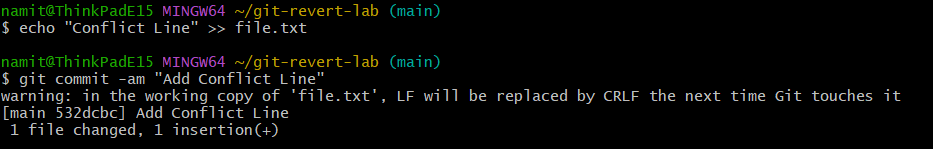 namit@ThinkPadE15 MINGW64 ~/git-revert-lab (main)
$ echo "Conflict Line" >> file.txt
namit@ThinkPadE15 MINGW64 ~/git-revert-lab (main)
$ git commit -am "Add Conflict Line"
warning: in the working copy of 'file.txt', LF will be replaced by CRLF the next time Git touches it
[main 532dcbc] Add Conflict Line
 1 file changed, 1 insertion(+)